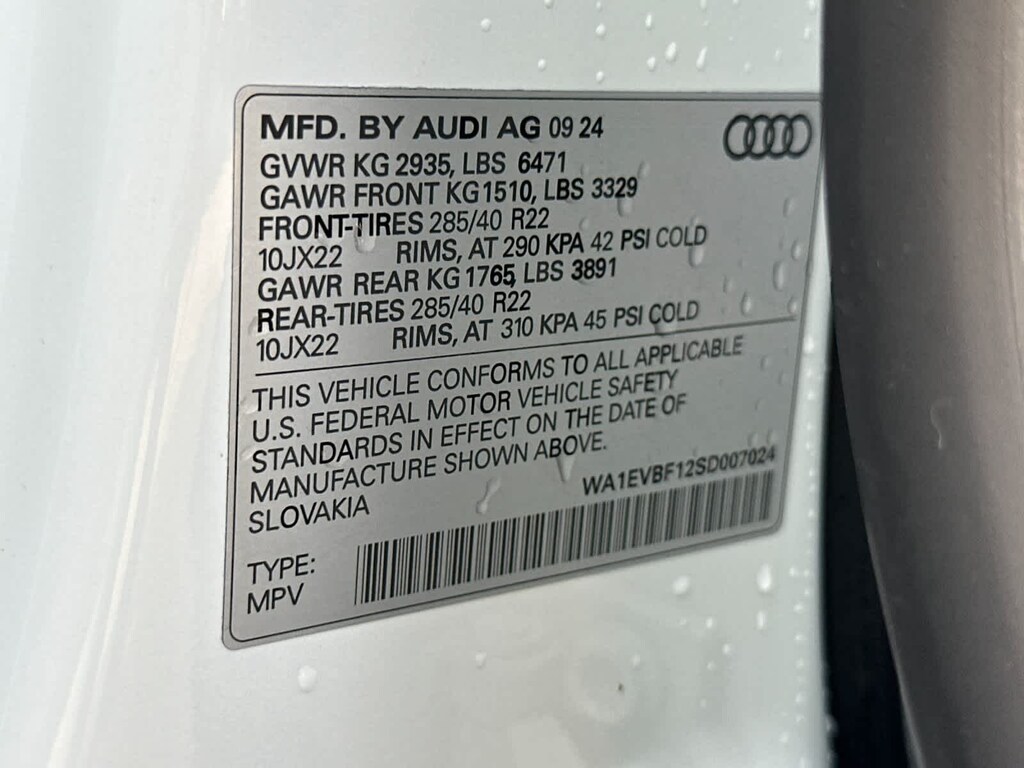 MFD. BY AUDI AG 09 24
GVWR KG 2935, LBS 6471
GAWR FRONT KG1510, LBS 3329
FRONT-TIRES 285/40 R22
10JX22 RIMS, AT 290 KPA 42 PSI COLD
GAWR REAR KG 1765, LBS 3891
REAR-TIRES 285/40 R22
10JX22 RIMS, AT 310 KPA 45 PSI COLD
THIS VEHICLE CONFORMS TO ALL APPLICABLE
U.S. FEDERAL MOTOR VEHICLE SAFETY
STANDARDS IN EFFECT ON THE DATE OF
MANUFACTURE SHOWN ABOVE.
SLOVAKIA
WA1EVBF12SD007024
TYPE:
MPV